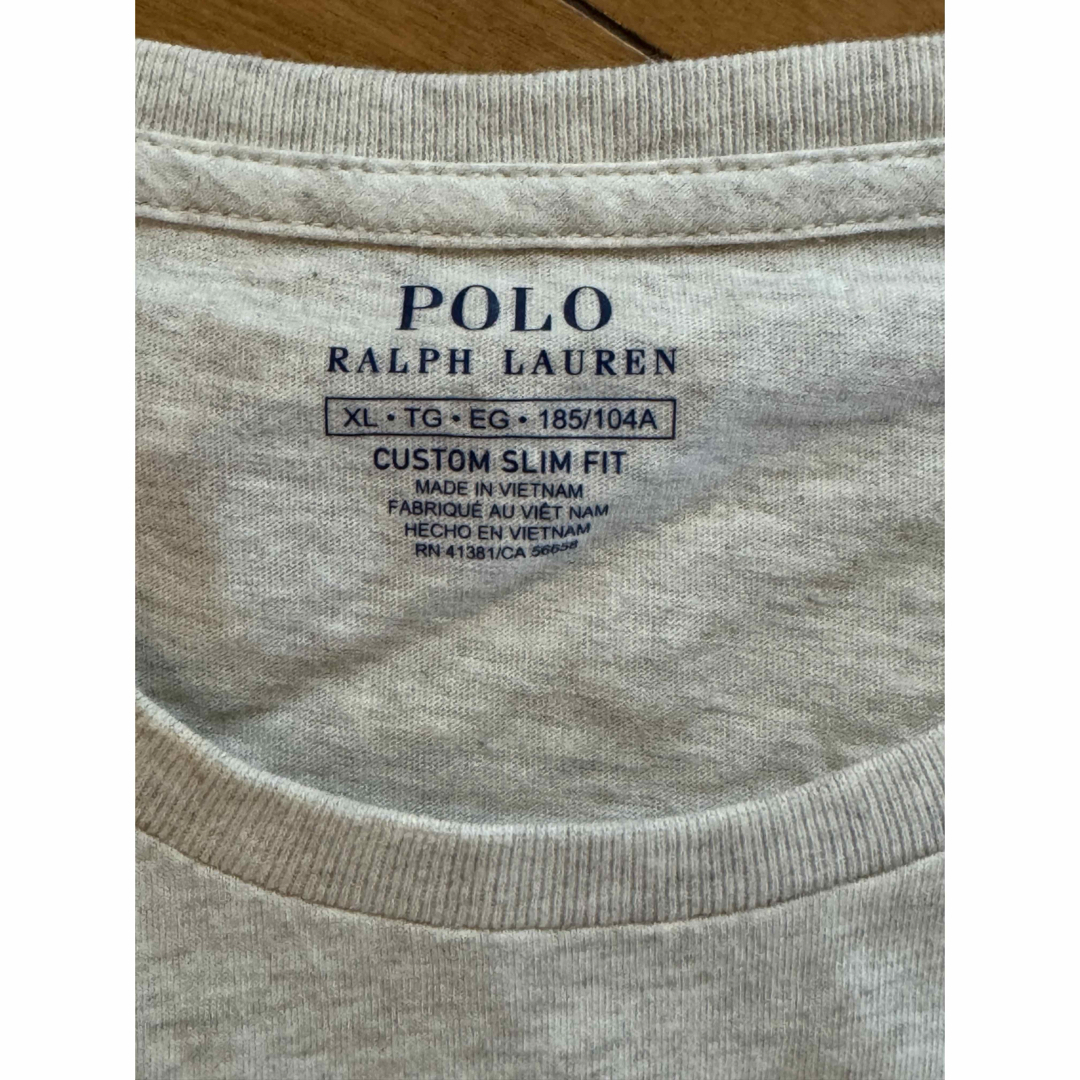 POLO
RALPH LAUREN
XL • TG • EG • 185/104A
CUSTOM SLIM FIT
MADE IN VIETNAM
FABRIQUÉ AU VIÊT NAM
HECHO EN VIETNAM
RN 41381/CA 56658